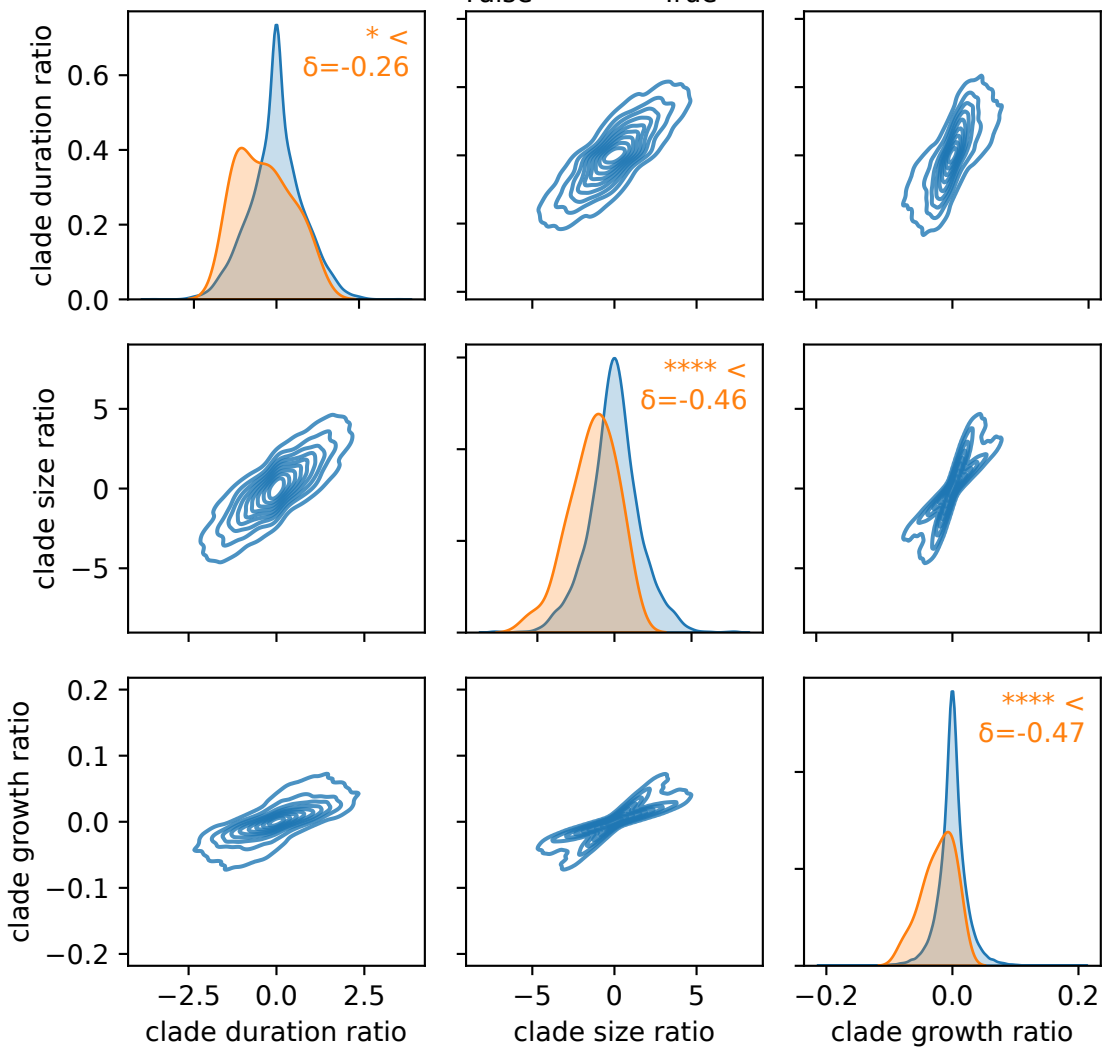 clade duration ratio
0.6
0.4
0.2
0.0
* <
δ=-0.26
clade size ratio
5
0
−5
**** <
δ=-0.46
clade growth ratio
0.2
0.1
0.0
−0.1
−0.2
**** <
δ=-0.47
−2.5 0.0 2.5
−5 0 5
−0.2 0.0 0.2
clade duration ratio
clade size ratio
clade growth ratio